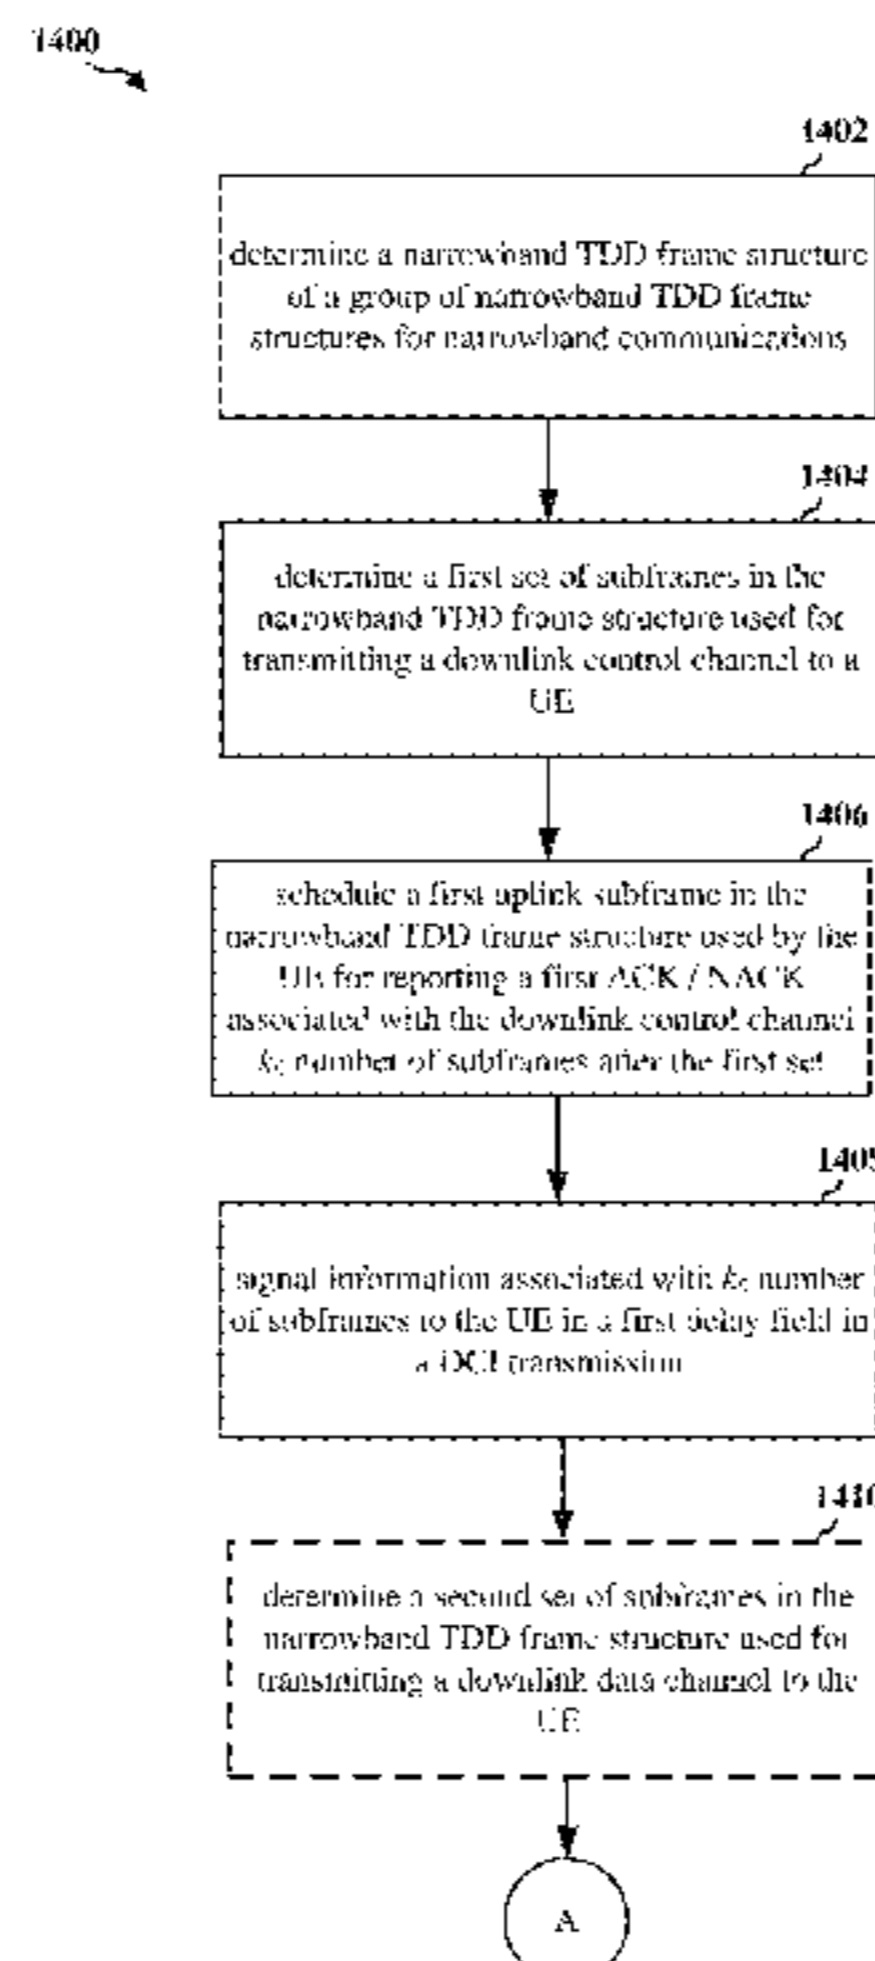 1400
1402
determine a narrowband TDD frame structure
of a group of narrowband TDD frame
structures for narrowband communications
1404
determine a first set of subframes in the
narrowband TDD frame structure used for
transmitting a downlink control channel to a
UE
1406
schedule a first uplink subframe in the
narrowband TDD frame structure used by the
UE for reporting a first ACK / NACK
associated with the downlink control channel
number of subframes after the first set
signal information associated with number
of subframes to the UE in a first delay field in
a DCI transmission
determine a second set of subframes in the
narrowband TDD frame structure used for
transmitting a downlink data channel to the
UE
A